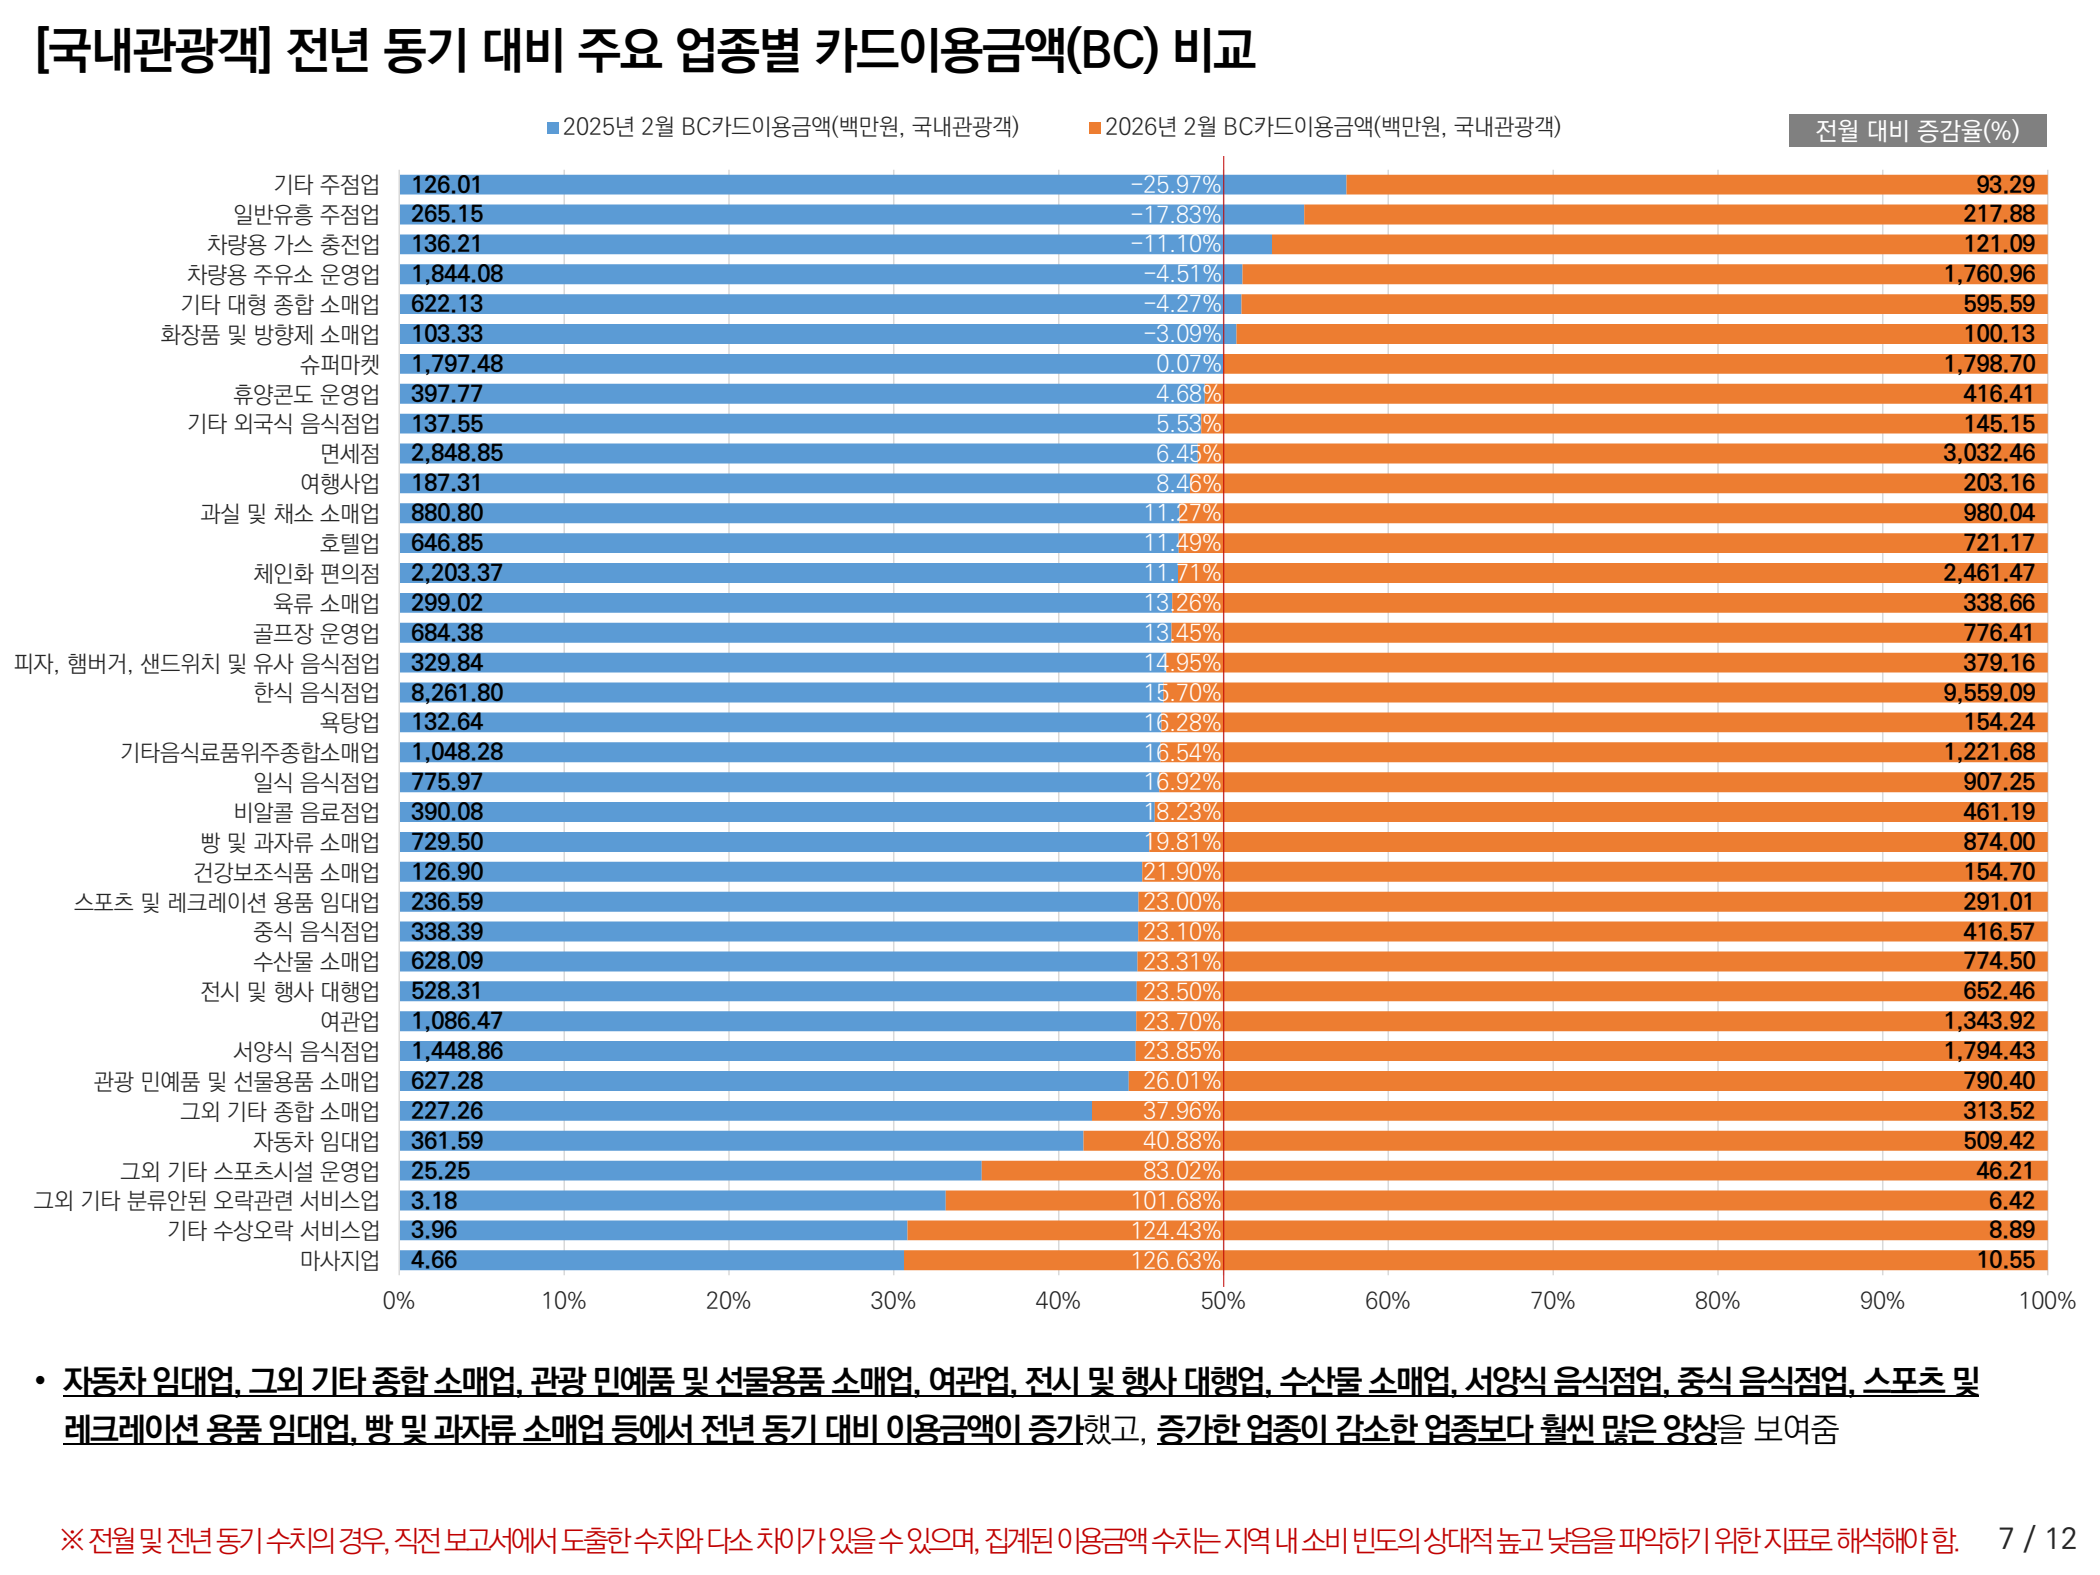 [국내관광객] 전년 동기 대비 주요 업종별 카드이용금액(BC) 비교
2025년 2월 BC카드이용금액(백만원, 국내관광객) 2026년 2월 BC카드이용금액(백만원, 국내관광객) 전월 대비 증감율(%)
기타 주점업 126.01 -25.97% 93.29
일반유흥 주점업 265.15 -17.83% 217.88
차량용 가스 충전업 136.21 -11.10% 121.09
차량용 주유소 운영업 1,844.08 -4.51% 1,760.96
기타 대형 종합 소매업 622.13 -4.27% 595.59
화장품 및 방향제 소매업 103.33 -3.09% 100.13
슈퍼마켓 1,797.48 0.07% 1,798.70
휴양콘도 운영업 397.77 4.68% 416.41
기타 외국식 음식점업 137.55 5.53% 145.15
면세점 2,848.85 6.45% 3,032.46
여행사업 187.31 8.46% 203.16
과실 및 채소 소매업 880.80 11.27% 980.04
호텔업 646.85 11.49% 721.17
체인화 편의점 2,203.37 11.71% 2,461.47
육류 소매업 299.02 13.26% 338.66
골프장 운영업 684.38 13.45% 776.41
피자, 햄버거, 샌드위치 및 유사 음식점업 329.84 14.95% 379.16
한식 음식점업 8,261.80 15.70% 9,559.09
욕탕업 132.64 16.28% 154.24
기타음식료품위주종합소매업 1,048.28 16.54% 1,221.68
일식 음식점업 775.97 16.92% 907.25
비알콜 음료점업 390.08 18.23% 461.19
빵 및 과자류 소매업 729.50 19.81% 874.00
건강보조식품 소매업 126.90 21.90% 154.70
스포츠 및 레크레이션 용품 임대업 236.59 23.00% 291.01
중식 음식점업 338.39 23.10% 416.57
수산물 소매업 628.09 23.31% 774.50
전시 및 행사 대행업 528.31 23.50% 652.46
여관업 1,086.47 23.70% 1,343.92
서양식 음식점업 1,448.86 23.85% 1,794.43
관광 민예품 및 선물용품 소매업 627.28 26.01% 790.40
그외 기타 종합 소매업 227.26 37.96% 313.52
자동차 임대업 361.59 40.88% 509.42
그외 기타 스포츠시설 운영업 25.25 83.02% 46.21
그외 기타 분류안된 오락관련 서비스업 3.18 101.68% 6.42
기타 수상오락 서비스업 3.96 124.43% 8.89
마사지업 4.66 126.63% 10.55
0% 10% 20% 30% 40% 50% 60% 70% 80% 90% 100%
• 자동차 임대업, 그외 기타 종합 소매업, 관광 민예품 및 선물용품 소매업, 여관업, 전시 및 행사 대행업, 수산물 소매업, 서양식 음식점업, 중식 음식점업, 스포츠 및
레크레이션 용품 임대업, 빵 및 과자류 소매업 등에서 전년 동기 대비 이용금액이 증가했고, 증가한 업종이 감소한 업종보다 훨씬 많은 양상을 보여줌
※ 전월 및 전년 동기 수치의 경우, 직전 보고서에서 도출한 수치와 다소 차이가 있을 수 있으며, 집계된 이용금액 수치는 지역 내 소비 빈도의 상대적 높고 낮음을 파악하기 위한 지표로 해석해야 함. 7 / 12